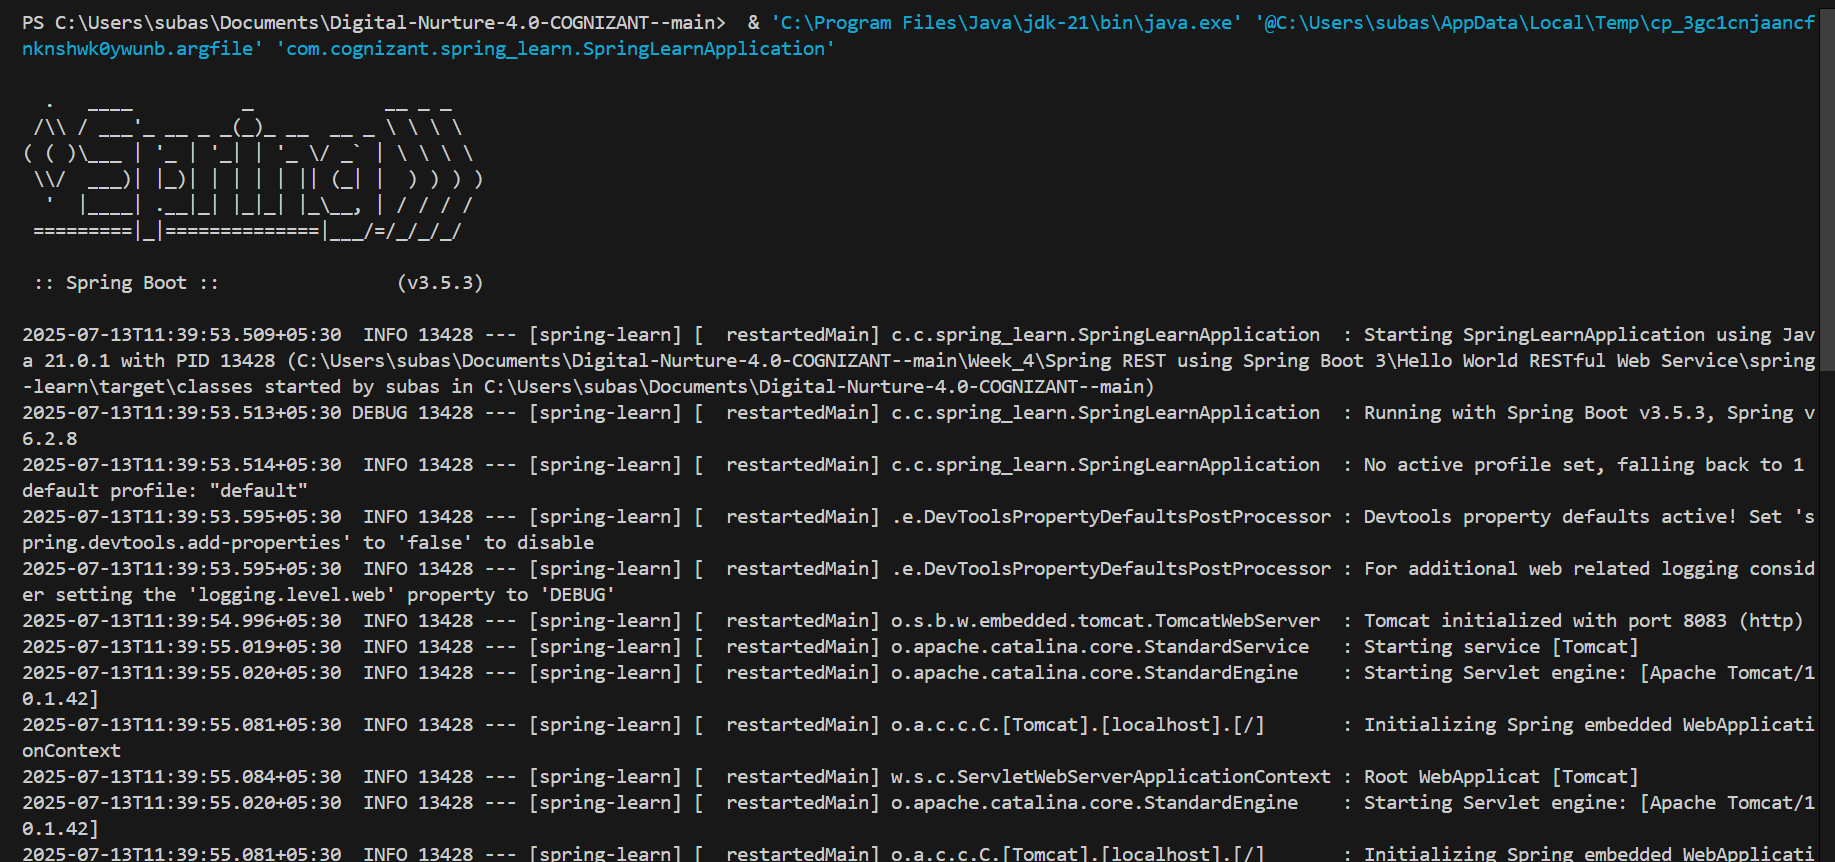 PS C:\Users\subas\Documents\Digital-Nurture-4.0-COGNIZANT--main>  & 'C:\Program Files\Java\jdk-21\bin\java.exe' '@C:\Users\subas\AppData\Local\Temp\cp_3gc1cnjaancf
nknshwk0ywunb.argfile' 'com.cognizant.spring_learn.SpringLearnApplication'
  .   ____          _            __ _ _
 /\\ / ___'_ __ _ _(_)_ __  __ _ \ \ \ \
( ( )\___ | '_ | '_| | '_ \/ _` | \ \ \ \
 \\/  ___)| |_)| | | | | || (_| |  ) ) ) )
  '  |____| .__|_| |_|_| |_\__, | / / / /
 =========|_|==============|___/=/_/_/_/
 :: Spring Boot ::                (v3.5.3)
2025-07-13T11:39:53.509+05:30  INFO 13428 --- [spring-learn] [  restartedMain] c.c.spring_learn.SpringLearnApplication  : Starting SpringLearnApplication using Jav
a 21.0.1 with PID 13428 (C:\Users\subas\Documents\Digital-Nurture-4.0-COGNIZANT--main\Week_4\Spring REST using Spring Boot 3\Hello World RESTful Web Service\spring
-learn\target\classes started by subas in C:\Users\subas\Documents\Digital-Nurture-4.0-COGNIZANT--main)
2025-07-13T11:39:53.513+05:30 DEBUG 13428 --- [spring-learn] [  restartedMain] c.c.spring_learn.SpringLearnApplication  : Running with Spring Boot v3.5.3, Spring v
6.2.8
2025-07-13T11:39:53.514+05:30  INFO 13428 --- [spring-learn] [  restartedMain] c.c.spring_learn.SpringLearnApplication  : No active profile set, falling back to 1
default profile: "default"
2025-07-13T11:39:53.595+05:30  INFO 13428 --- [spring-learn] [  restartedMain] .e.DevToolsPropertyDefaultsPostProcessor : Devtools property defaults active! Set 's
pring.devtools.add-properties' to 'false' to disable
2025-07-13T11:39:53.595+05:30  INFO 13428 --- [spring-learn] [  restartedMain] .e.DevToolsPropertyDefaultsPostProcessor : For additional web related logging consid
er setting the 'logging.level.web' property to 'DEBUG'
2025-07-13T11:39:54.996+05:30  INFO 13428 --- [spring-learn] [  restartedMain] o.s.b.w.embedded.tomcat.TomcatWebServer  : Tomcat initialized with port 8083 (http)
2025-07-13T11:39:55.019+05:30  INFO 13428 --- [spring-learn] [  restartedMain] o.apache.catalina.core.StandardService   : Starting service [Tomcat]
2025-07-13T11:39:55.020+05:30  INFO 13428 --- [spring-learn] [  restartedMain] o.apache.catalina.core.StandardEngine    : Starting Servlet engine: [Apache Tomcat/1
0.1.42]
2025-07-13T11:39:55.081+05:30  INFO 13428 --- [spring-learn] [  restartedMain] o.a.c.c.C.[Tomcat].[localhost].[/]       : Initializing Spring embedded WebApplicati
onContext
2025-07-13T11:39:55.084+05:30  INFO 13428 --- [spring-learn] [  restartedMain] w.s.c.ServletWebServerApplicationContext : Root WebApplicat [Tomcat]
2025-07-13T11:39:55.020+05:30  INFO 13428 --- [spring-learn] [  restartedMain] o.apache.catalina.core.StandardEngine    : Starting Servlet engine: [Apache Tomcat/1
0.1.42]
2025-07-13T11:39:55.081+05:30  INFO 13428 --- [spring-learn] [  restartedMain] o.a.c.c.C.[Tomcat].[localhost].[/]       : Initializing Spring embedded WebApplicati